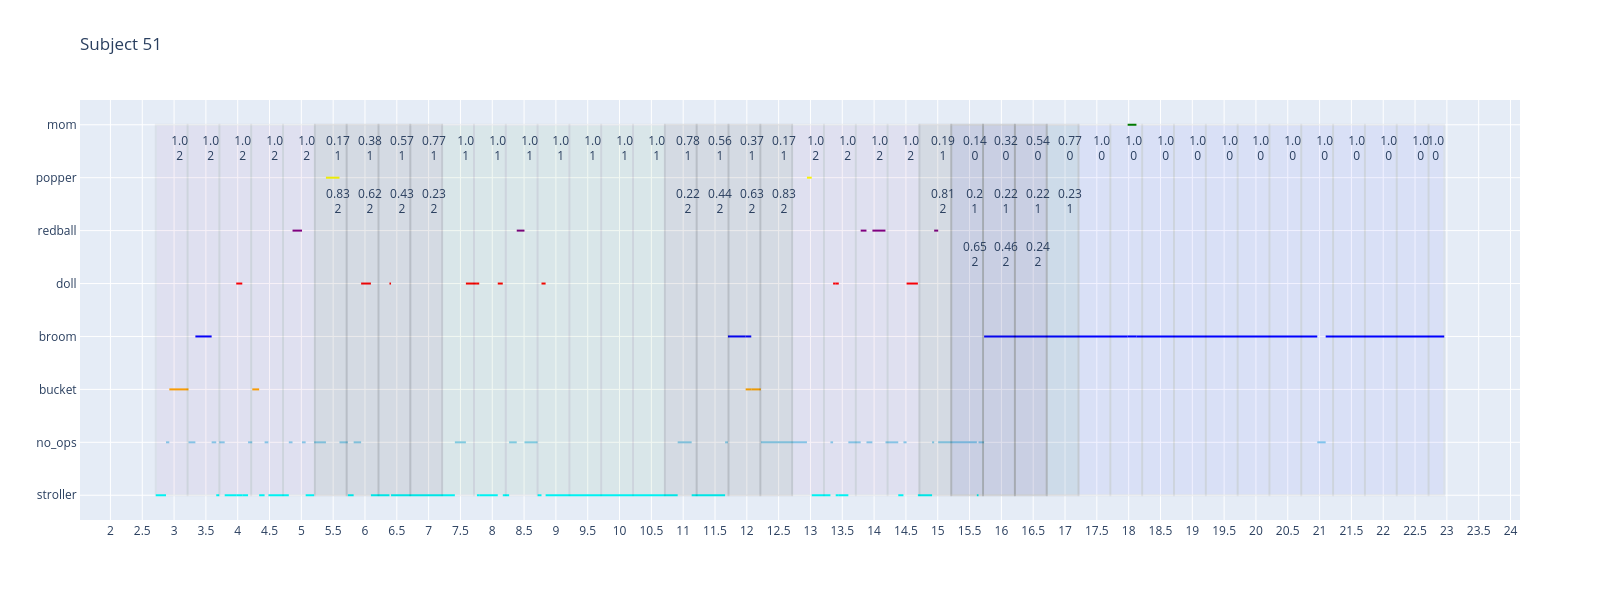 Subject 51
mom
1.0 1.0 1.0 1.0 1.0 0.17 0.38 0.57 0.77 1.0 1.0 1.0 1.0 1.0 1.0 1.0 0.78 0.56 0.37 0.17 1.0 1.0 1.0 1.0 0.19 0.14 0.32 0.54 0.77 1.0 1.0 1.0 1.0 1.0 1.0 1.0 1.0 1.0 1.0 1.0 1.0
2 2 2 2 2 1 1 1 1 1 1 1 1 1 1 1 1 1 1 1 2 2 2 2 1 0 0 0 0 0 0 0 0 0 0 0 0 0 0 0 0
popper
0.83 0.62 0.43 0.23 0.22 0.44 0.63 0.83 0.81 0.2 0.22 0.22 0.23
2 2 2 2 2 2 2 2 2 1 1 1 1
redball
0.65 0.46 0.24
2 2 2
doll
broom
bucket
no_ops
stroller
2 2.5 3 3.5 4 4.5 5 5.5 6 6.5 7 7.5 8 8.5 9 9.5 10 10.5 11 11.5 12 12.5 13 13.5 14 14.5 15 15.5 16 16.5 17 17.5 18 18.5 19 19.5 20 20.5 21 21.5 22 22.5 23 23.5 24